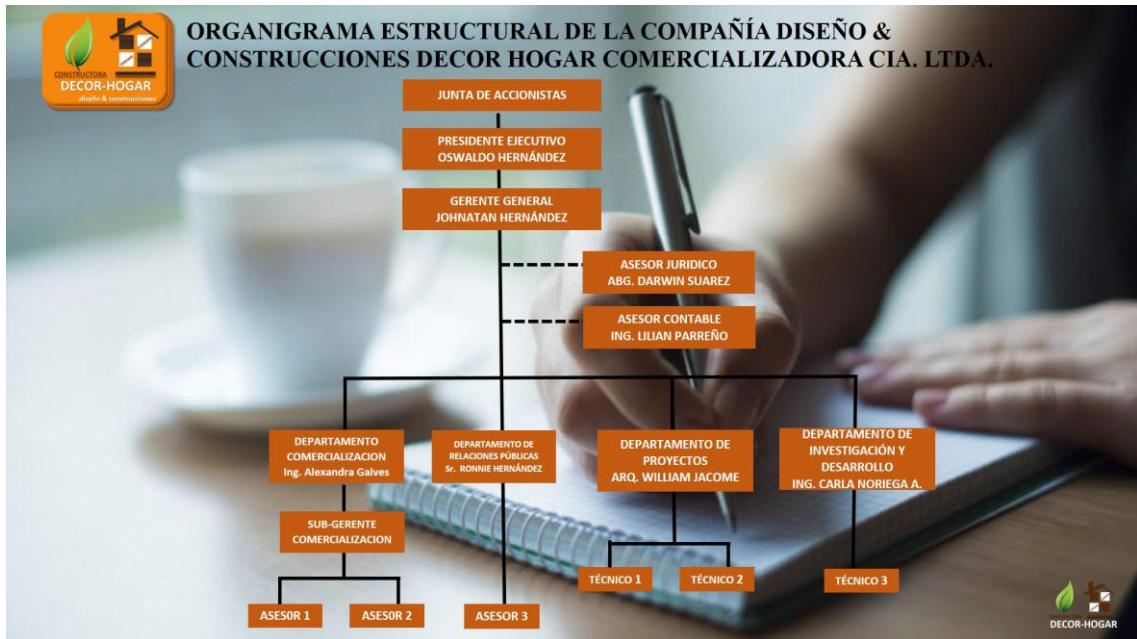 ORGANIGRAMA ESTRUCTURAL DE LA COMPAÑÍA DISEÑO &
CONSTRUCCIONES DECOR HOGAR COMERCIALIZADORA CIA. LTDA.
CONSTRUCTORA
DECOR-HOGAR
diseño & construcciones
JUNTA DE ACCIONISTAS
PRESIDENTE EJECUTIVO
OSWALDO HERNÁNDEZ
GERENTE GENERAL
JOHNATAN HERNÁNDEZ
ASESOR JURIDICO
ABG. DARWIN SUAREZ
ASESOR CONTABLE
ING. LILIAN PARREÑO
DEPARTAMENTO
COMERCIALIZACION
Ing. Alexandra Galves
DEPARTAMENTO DE
RELACIONES PÚBLICAS
Sr. RONNIE HERNÁNDEZ
DEPARTAMENTO DE
PROYECTOS
ARQ. WILLIAM JACOME
DEPARTAMENTO DE
INVESTIGACIÓN Y
DESARROLLO
ING. CARLA NORIEGA A.
SUB-GERENTE
COMERCIALIZACION
TÉCNICO 1
TÉCNICO 2
TÉCNICO 3
ASESOR 1
ASESOR 2
ASESOR 3
DECOR-HOGAR